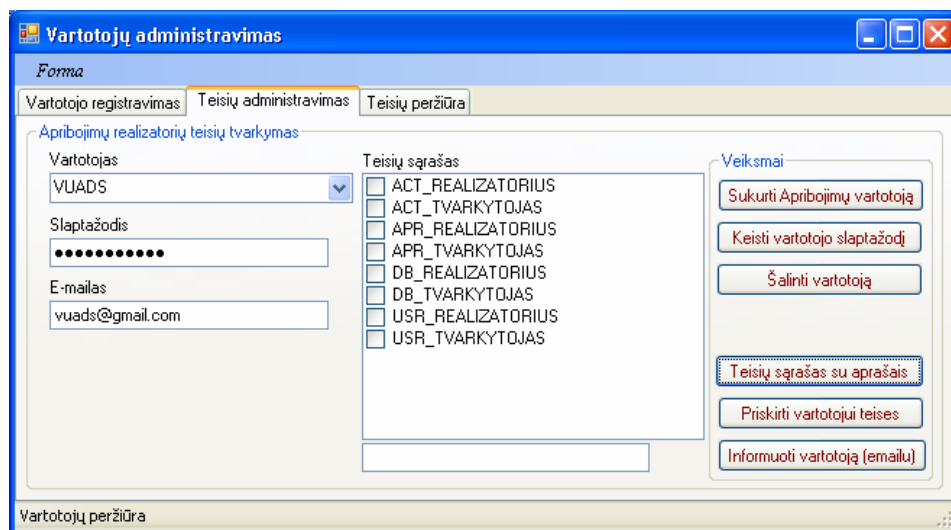 Vartotojų administravimas
Forma
Vartotojo registravimas
Teisių administravimas
Teisių peržiūra
Apribojimų realizatorių teisių tvarkymas
Vartotojas
VUADS
Slaptažodis
●●●●●●●●●●●
E-mailas
vuads@gmail.com
Teisių sąrašas
ACT_REALIZATORIUS
ACT_TVARKYTOJAS
APR_REALIZATORIUS
APR_TVARKYTOJAS
DB_REALIZATORIUS
DB_TVARKYTOJAS
USR_REALIZATORIUS
USR_TVARKYTOJAS
Veiksmai
Sukurti Apribojimų vartotoją
Keisti vartotojo slaptažodį
Šalinti vartotoją
Teisių sąrašas su aprašais
Priskirti vartotojui teises
Informuoti vartotoją (emailu)
Vartotojų peržiūra